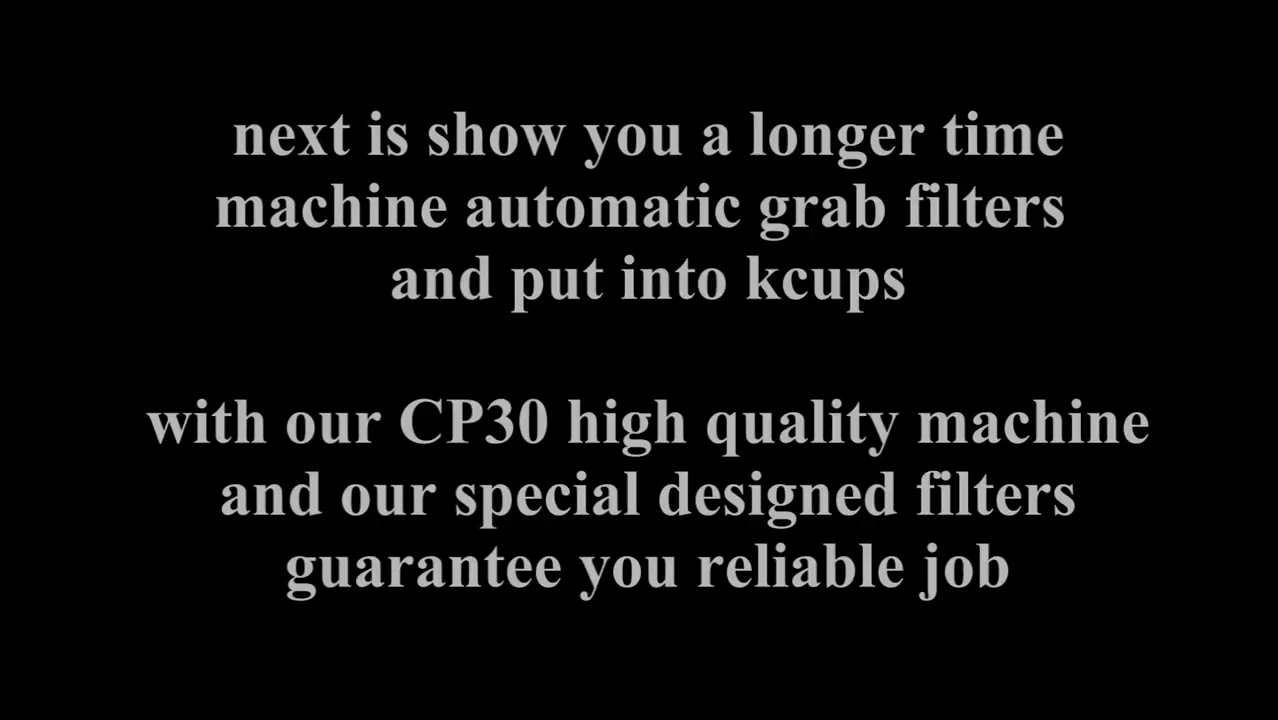 next is show you a longer time
machine automatic grab filters
and put into kcups
with our CP30 high quality machine
and our special designed filters
guarantee you reliable job